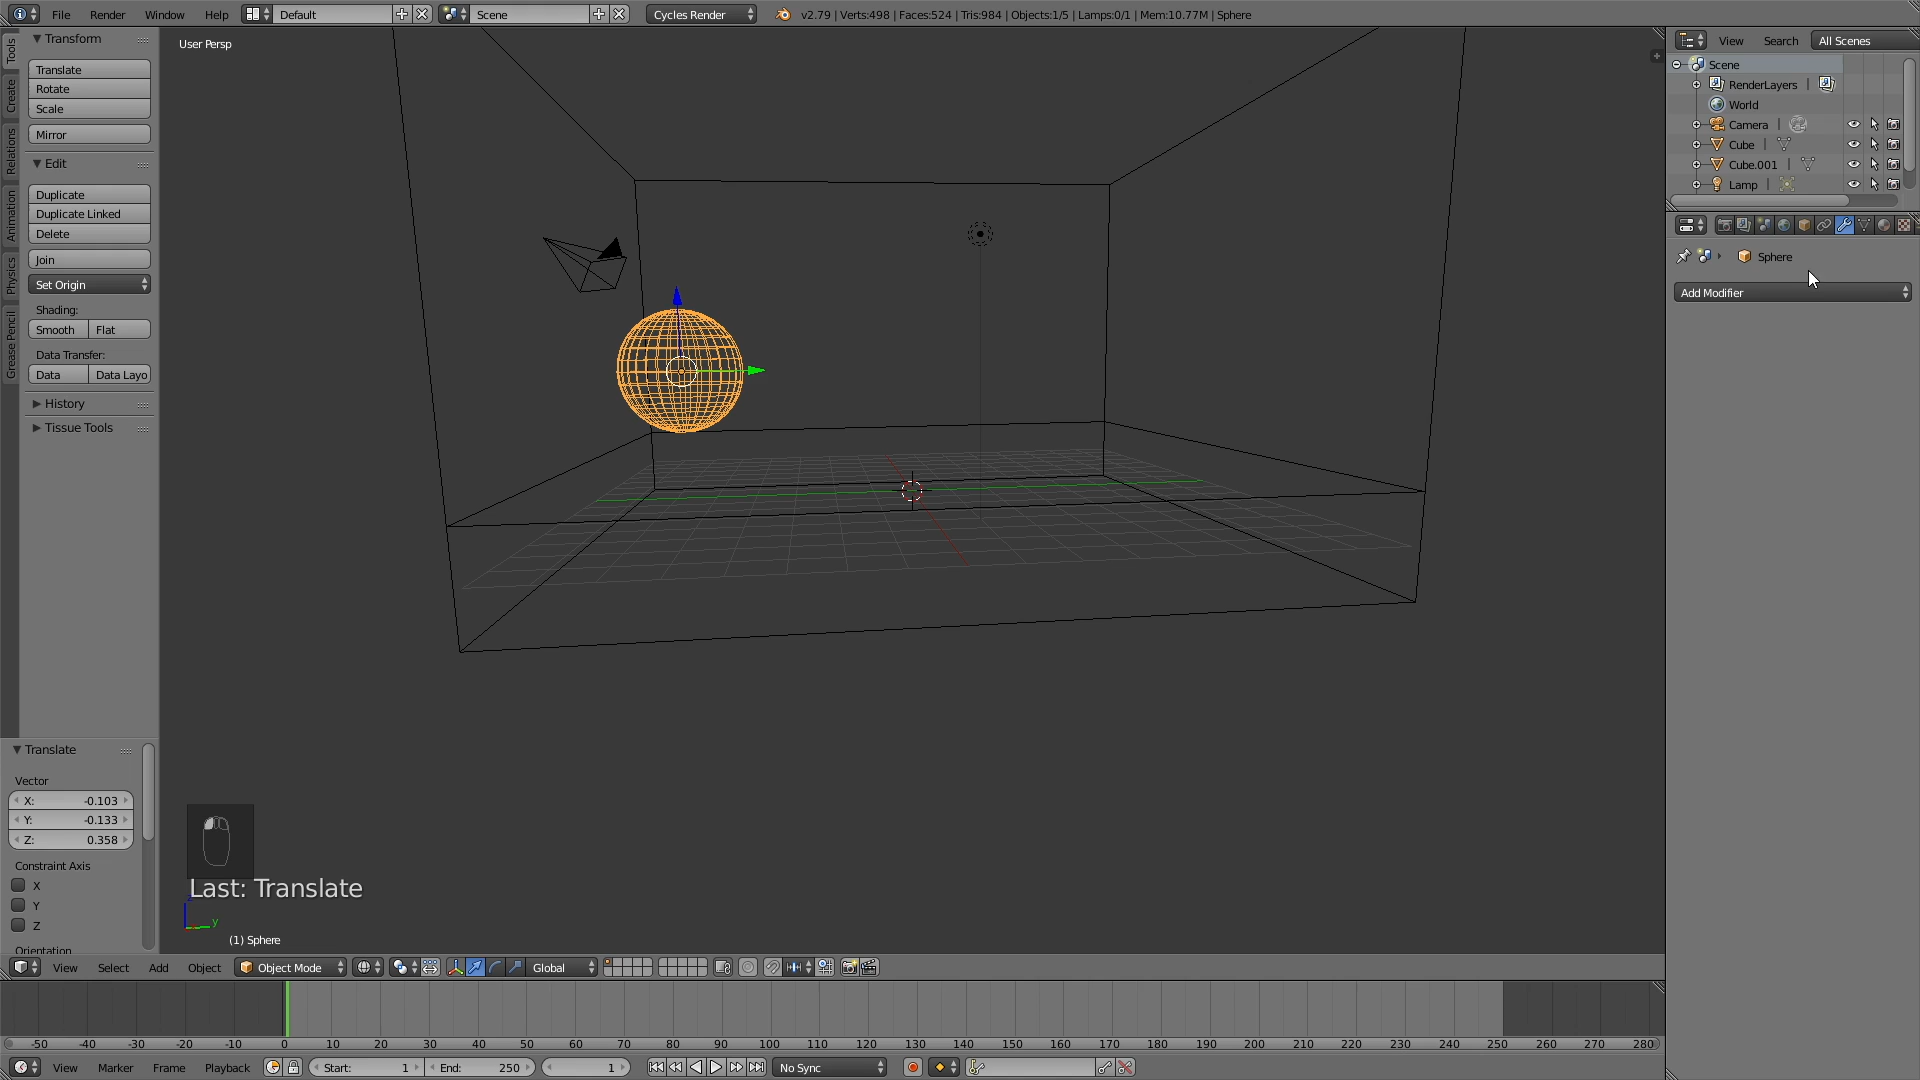 File Render Window Help Default Scene Cycles Render v2.79 | Verts:498 | Faces:524 | Tris:984 | Objects:1/5 | Lamps:0/1 | Mem:10.77M | Sphere
Tools
Create
Relations
Animation
Physics
Grease Pencil
Transform
Translate
Rotate
Scale
Mirror
Edit
Duplicate
Duplicate Linked
Delete
Join
Set Origin
Shading:
Smooth Flat
Data Transfer:
Data Data Layo
History
Tissue Tools
Translate
Vector
X: -0.103
Y: -0.133
Z: 0.358
Constraint Axis
X
Y
Z
Orientation
User Persp
Last: Translate
y
(1) Sphere
View Search All Scenes
Scene
RenderLayers |
World
Camera |
Cube |
Cube.001 |
Lamp |
Sphere
Add Modifier
View Select Add Object Object Mode Global
-50 -40 -30 -20 -10 0 10 20 30 40 50 60 70 80 90 100 110 120 130 140 150 160 170 180 190 200 210 220 230 240 250 260 270 280
View Marker Frame Playback Start: 1 End: 250 1 No Sync